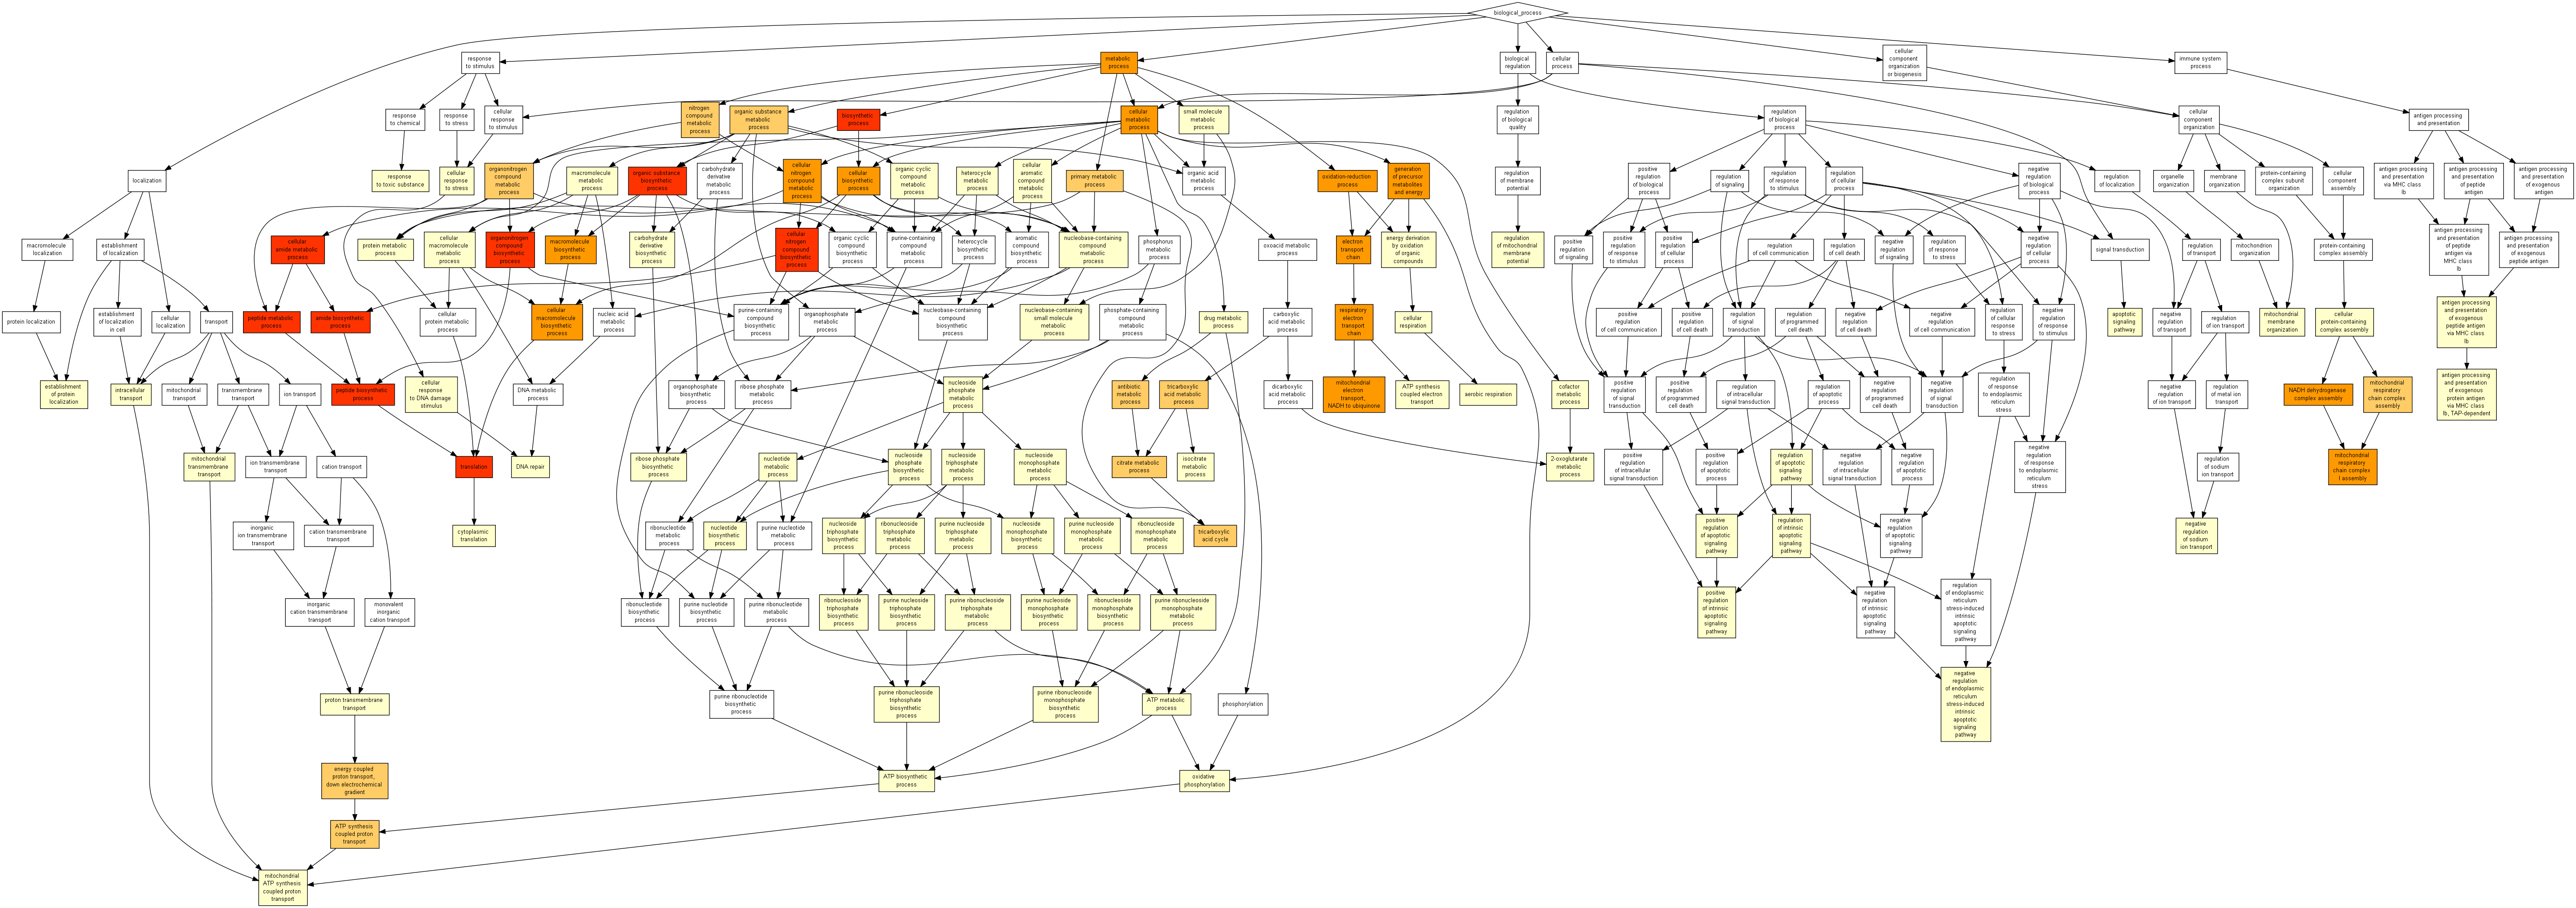 biological_process
response
to stimulus
metabolic
process
biological
regulation
cellular
process
cellular
component
organization
or biogenesis
immune system
process
response
to chemical
response
to stress
cellular
response
to stimulus
nitrogen
compound
metabolic
process
organic substance
metabolic
process
biosynthetic
process
cellular
metabolic
process
small molecule
metabolic
process
regulation
of biological
quality
regulation
of biological
process
cellular
component
organization
antigen processing
and presentation
localization
response
to toxic substance
cellular
response
to stress
organonitrogen
compound
metabolic
process
macromolecule
metabolic
process
organic substance
biosynthetic
process
carbohydrate
derivative
metabolic
process
cellular
nitrogen
compound
metabolic
process
cellular
biosynthetic
process
organic cyclic
compound
metabolic
process
heterocycle
metabolic
process
cellular
aromatic
compound
metabolic
process
primary metabolic
process
organic acid
metabolic
process
oxidation-reduction
process
generation
of precursor
metabolites
and energy
regulation
of membrane
potential
positive
regulation
of biological
process
regulation
of signaling
regulation
of response
to stimulus
regulation
of cellular
process
negative
regulation
of biological
process
regulation
of localization
organelle
organization
membrane
organization
protein-containing
complex subunit
organization
cellular
component
assembly
antigen processing
and presentation
via MHC class
Ib
antigen processing
and presentation
of peptide
antigen
antigen processing
and presentation
of exogenous
antigen
macromolecule
localization
establishment
of localization
cellular
amide metabolic
process
protein metabolic
process
cellular
macromolecule
metabolic
process
organonitrogen
compound
biosynthetic
process
macromolecule
biosynthetic
process
carbohydrate
derivative
biosynthetic
process
cellular
nitrogen
compound
biosynthetic
process
organic cyclic
compound
biosynthetic
process
purine-containing
compound
metabolic
process
heterocycle
biosynthetic
process
aromatic
compound
biosynthetic
process
nucleobase-containing
compound
metabolic
process
phosphorus
metabolic
process
oxoacid metabolic
process
electron
transport
chain
energy derivation
by oxidation
of organic
compounds
regulation
of mitochondrial
membrane
potential
positive
regulation
of signaling
positive
regulation
of response
to stimulus
positive
regulation
of cellular
process
regulation
of cell communication
regulation
of cell death
negative
regulation
of signaling
regulation
of response
to stress
negative
regulation
of cellular
process
signal transduction
regulation
of transport
mitochondrion
organization
protein-containing
complex assembly
antigen processing
and presentation
of peptide
antigen via
MHC class
Ib
antigen processing
and presentation
of exogenous
peptide antigen
protein localization
establishment
of localization
in cell
cellular
localization
transport
peptide metabolic
process
amide biosynthetic
process
cellular
protein metabolic
process
cellular
macromolecule
biosynthetic
process
nucleic acid
metabolic
process
purine-containing
compound
biosynthetic
process
organophosphate
metabolic
process
nucleobase-containing
compound
biosynthetic
process
nucleobase-containing
small molecule
metabolic
process
phosphate-containing
compound
metabolic
process
drug metabolic
process
carboxylic
acid metabolic
process
respiratory
electron
transport
chain
cellular
respiration
positive
regulation
of cell communication
positive
regulation
of cell death
regulation
of signal
transduction
regulation
of programmed
cell death
negative
regulation
of cell death
negative
regulation
of cell communication
regulation
of cellular
response
to stress
negative
regulation
of response
to stimulus
apoptotic
signaling
pathway
negative
regulation
of transport
regulation
of ion transport
mitochondrial
membrane
organization
cellular
protein-containing
complex assembly
antigen processing
and presentation
of exogenous
peptide antigen
via MHC class
Ib
establishment
of protein
localization
intracellular
transport
mitochondrial
transport
transmembrane
transport
ion transport
peptide biosynthetic
process
cellular
response
to DNA damage
stimulus
DNA metabolic
process
organophosphate
biosynthetic
process
ribose phosphate
metabolic
process
nucleoside
phosphate
metabolic
process
antibiotic
metabolic
process
tricarboxylic
acid metabolic
process
dicarboxylic
acid metabolic
process
mitochondrial
electron
transport,
NADH to ubiquinone
ATP synthesis
coupled electron
transport
aerobic respiration
cofactor
metabolic
process
positive
regulation
of signal
transduction
positive
regulation
of programmed
cell death
regulation
of intracellular
signal transduction
regulation
of apoptotic
process
negative
regulation
of programmed
cell death
negative
regulation
of signal
transduction
regulation
of response
to endoplasmic
reticulum
stress
negative
regulation
of ion transport
regulation
of metal ion
transport
NADH dehydrogenase
complex assembly
mitochondrial
respiratory
chain complex
assembly
antigen processing
and presentation
of exogenous
protein antigen
via MHC class
Ib, TAP-dependent
mitochondrial
transmembrane
transport
ion transmembrane
transport
cation transport
translation
DNA repair
ribose phosphate
biosynthetic
process
nucleotide
metabolic
process
nucleoside
phosphate
biosynthetic
process
nucleoside
triphosphate
metabolic
process
nucleoside
monophosphate
metabolic
process
citrate metabolic
process
isocitrate
metabolic
process
2-oxoglutarate
metabolic
process
positive
regulation
of intracellular
signal transduction
positive
regulation
of apoptotic
process
regulation
of apoptotic
signaling
pathway
negative
regulation
of intracellular
signal transduction
negative
regulation
of apoptotic
process
negative
regulation
of response
to endoplasmic
reticulum
stress
regulation
of sodium
ion transport
mitochondrial
respiratory
chain complex
I assembly
inorganic
ion transmembrane
transport
cation transmembrane
transport
cytoplasmic
translation
ribonucleotide
metabolic
process
nucleotide
biosynthetic
process
purine nucleotide
metabolic
process
nucleoside
triphosphate
biosynthetic
process
ribonucleoside
triphosphate
metabolic
process
purine nucleoside
triphosphate
metabolic
process
nucleoside
monophosphate
biosynthetic
process
purine nucleoside
monophosphate
metabolic
process
ribonucleoside
monophosphate
metabolic
process
tricarboxylic
acid cycle
positive
regulation
of apoptotic
signaling
pathway
regulation
of intrinsic
apoptotic
signaling
pathway
negative
regulation
of apoptotic
signaling
pathway
negative
regulation
of sodium
ion transport
inorganic
cation transmembrane
transport
monovalent
inorganic
cation transport
ribonucleotide
biosynthetic
process
purine nucleotide
biosynthetic
process
purine ribonucleotide
metabolic
process
ribonucleoside
triphosphate
biosynthetic
process
purine nucleoside
triphosphate
biosynthetic
process
purine ribonucleoside
triphosphate
metabolic
process
purine nucleoside
monophosphate
biosynthetic
process
ribonucleoside
monophosphate
biosynthetic
process
purine ribonucleoside
monophosphate
metabolic
process
positive
regulation
of intrinsic
apoptotic
signaling
pathway
negative
regulation
of intrinsic
apoptotic
signaling
pathway
regulation
of endoplasmic
reticulum
stress-induced
intrinsic
apoptotic
signaling
pathway
proton transmembrane
transport
purine ribonucleotide
biosynthetic
process
purine ribonucleoside
triphosphate
biosynthetic
process
purine ribonucleoside
monophosphate
biosynthetic
process
ATP metabolic
process
phosphorylation
negative
regulation
of endoplasmic
reticulum
stress-induced
intrinsic
apoptotic
signaling
pathway
energy coupled
proton transport,
down electrochemical
gradient
ATP biosynthetic
process
oxidative
phosphorylation
ATP synthesis
coupled proton
transport
mitochondrial
ATP synthesis
coupled proton
transport